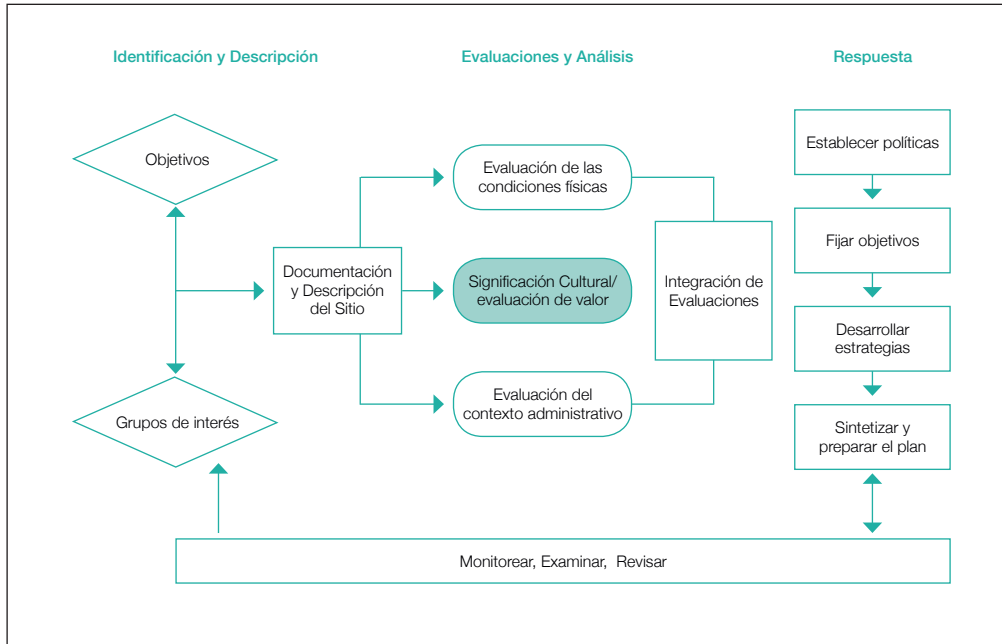 Identificación y Descripción
Evaluaciones y Análisis
Respuesta
Objetivos
Grupos de interés
Documentación
y Descripción
del Sitio
Evaluación de las
condiciones físicas
Significación Cultural/
evaluación de valor
Evaluación del
contexto administrativo
Integración de
Evaluaciones
Establecer políticas
Fijar objetivos
Desarrollar
estrategias
Sintetizar y
preparar el plan
Monitorear, Examinar, Revisar